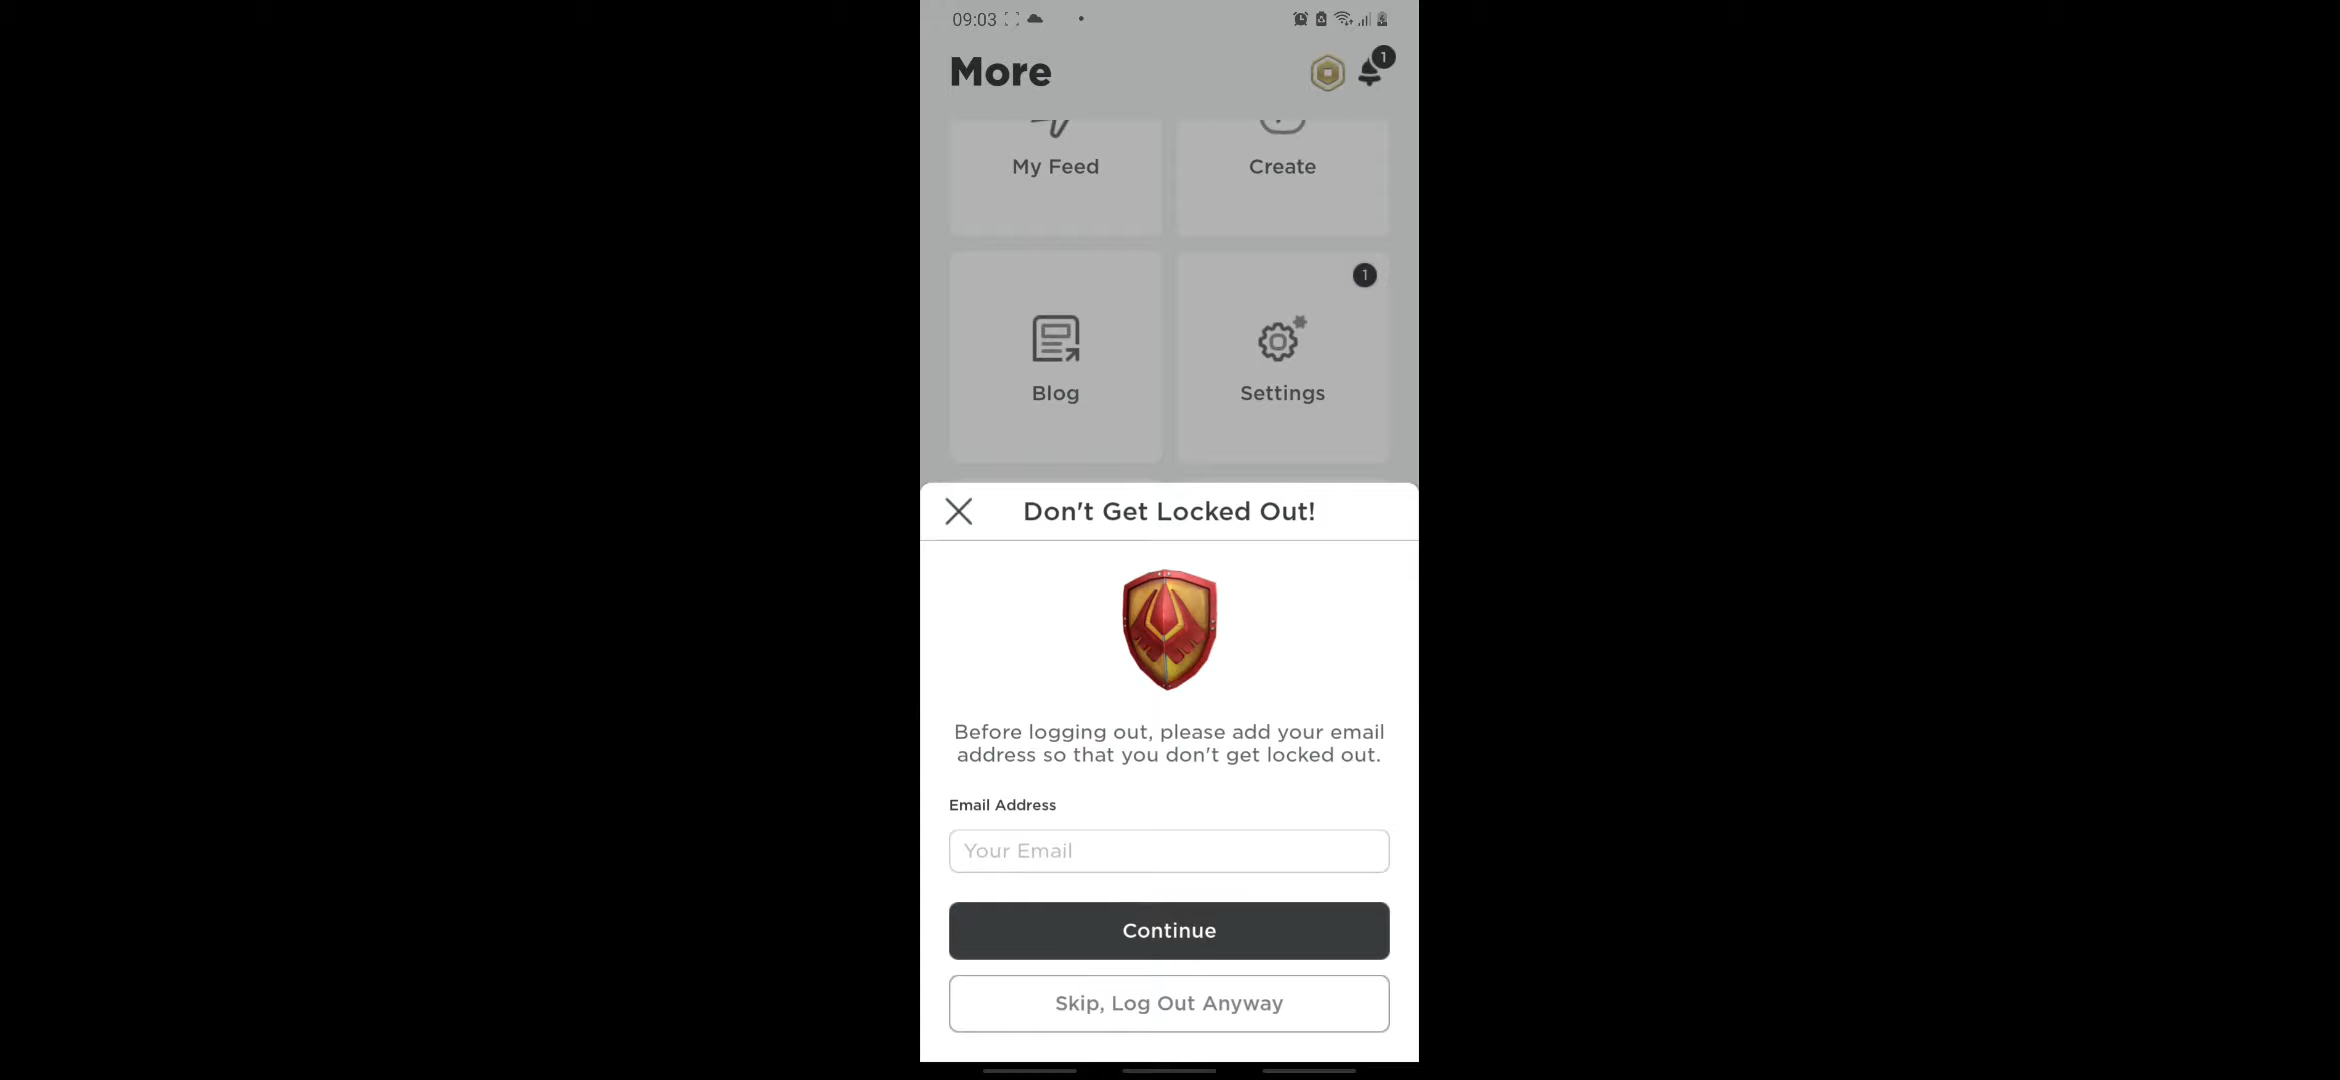 09:03
More
1
My Feed
Create
1
Blog
Settings
Don't Get Locked Out!
Before logging out, please add your email
address so that you don't get locked out.
Email Address
Your Email
Continue
Skip, Log Out Anyway